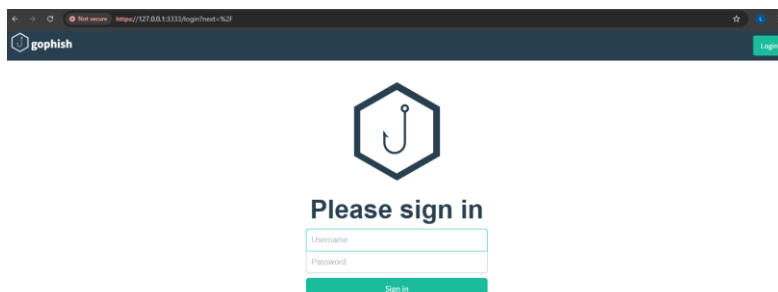 Not secure https://127.0.0.1:3333/login?next=%2F
gophish
Login
Please sign in
Username
Password
Sign in